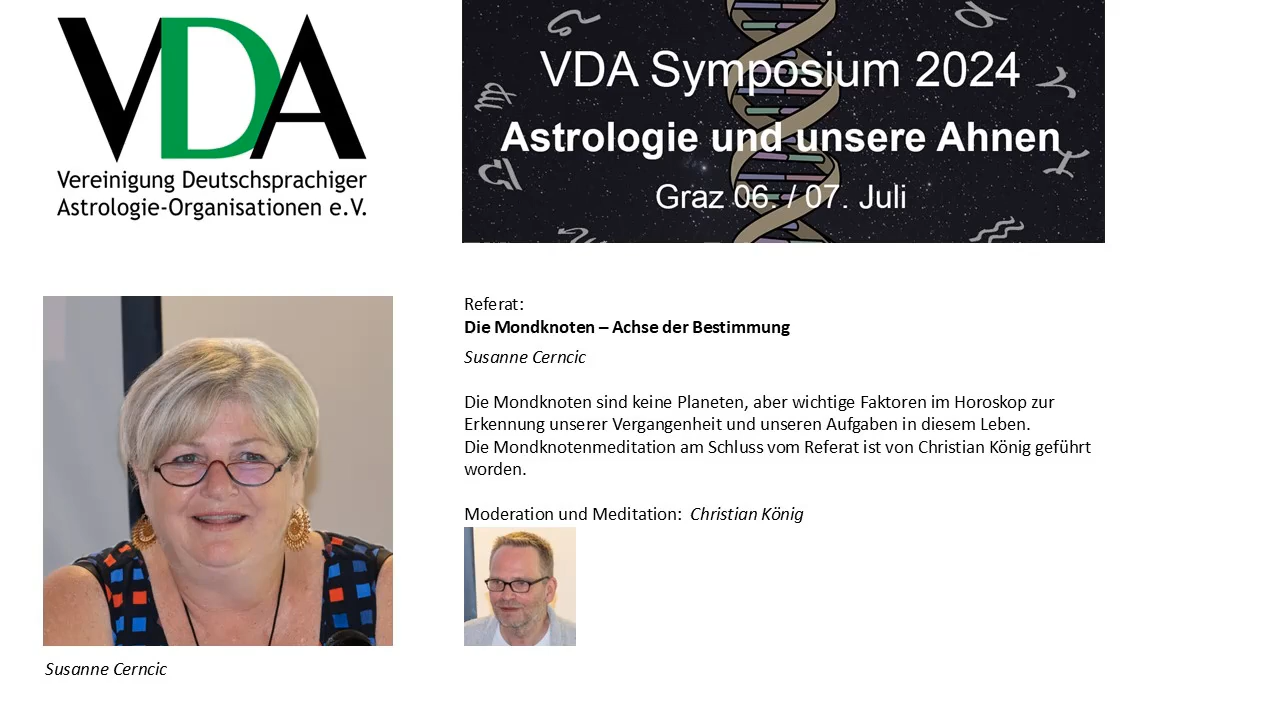 VDA
Vereinigung Deutschsprachiger
Astrologie-Organisationen e.V.
VDA Symposium 2024
Astrologie und unsere Ahnen
Graz 06. / 07. Juli
Referat:
Die Mondknoten – Achse der Bestimmung
Susanne Cerncic
Die Mondknoten sind keine Planeten, aber wichtige Faktoren im Horoskop zur
Erkennung unserer Vergangenheit und unseren Aufgaben in diesem Leben.
Die Mondknotenmeditation am Schluss vom Referat ist von Christian König geführt
worden.
Moderation und Meditation: Christian König
Susanne Cerncic